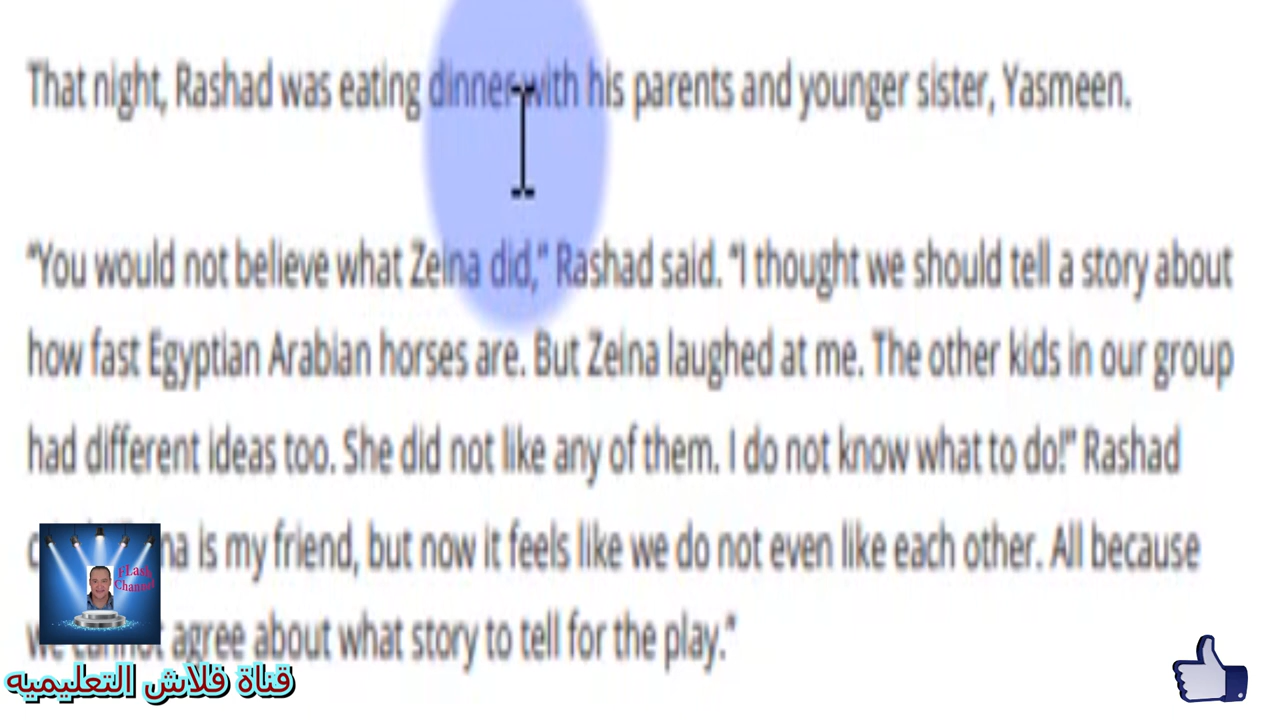 That night, Rashad was eating dinner with his parents and younger sister, Yasmeen.
“You would not believe what Zeina did,” Rashad said. “I thought we should tell a story about
how fast Egyptian Arabian horses are. But Zeina laughed at me. The other kids in our group
had different ideas too. She did not like any of them. I do not know what to do!” Rashad
is my friend, but now it feels like we do not even like each other. All because
we cannot agree about what story to tell for the play.”
FLash
Channel
قناة فلاش التعليميه